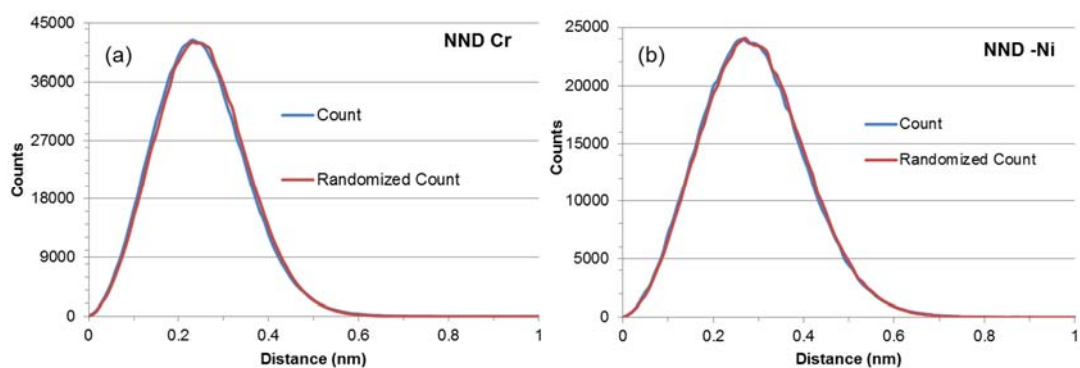 45000
36000
27000
18000
9000
0
Counts
(a)
NND Cr
Count
Randomized Count
0
0.2
0.4
0.6
0.8
1
Distance (nm)
25000
20000
15000
10000
5000
0
Counts
(b)
NND -Ni
Count
Randomized Count
0
0.2
0.4
0.6
0.8
1
Distance (nm)